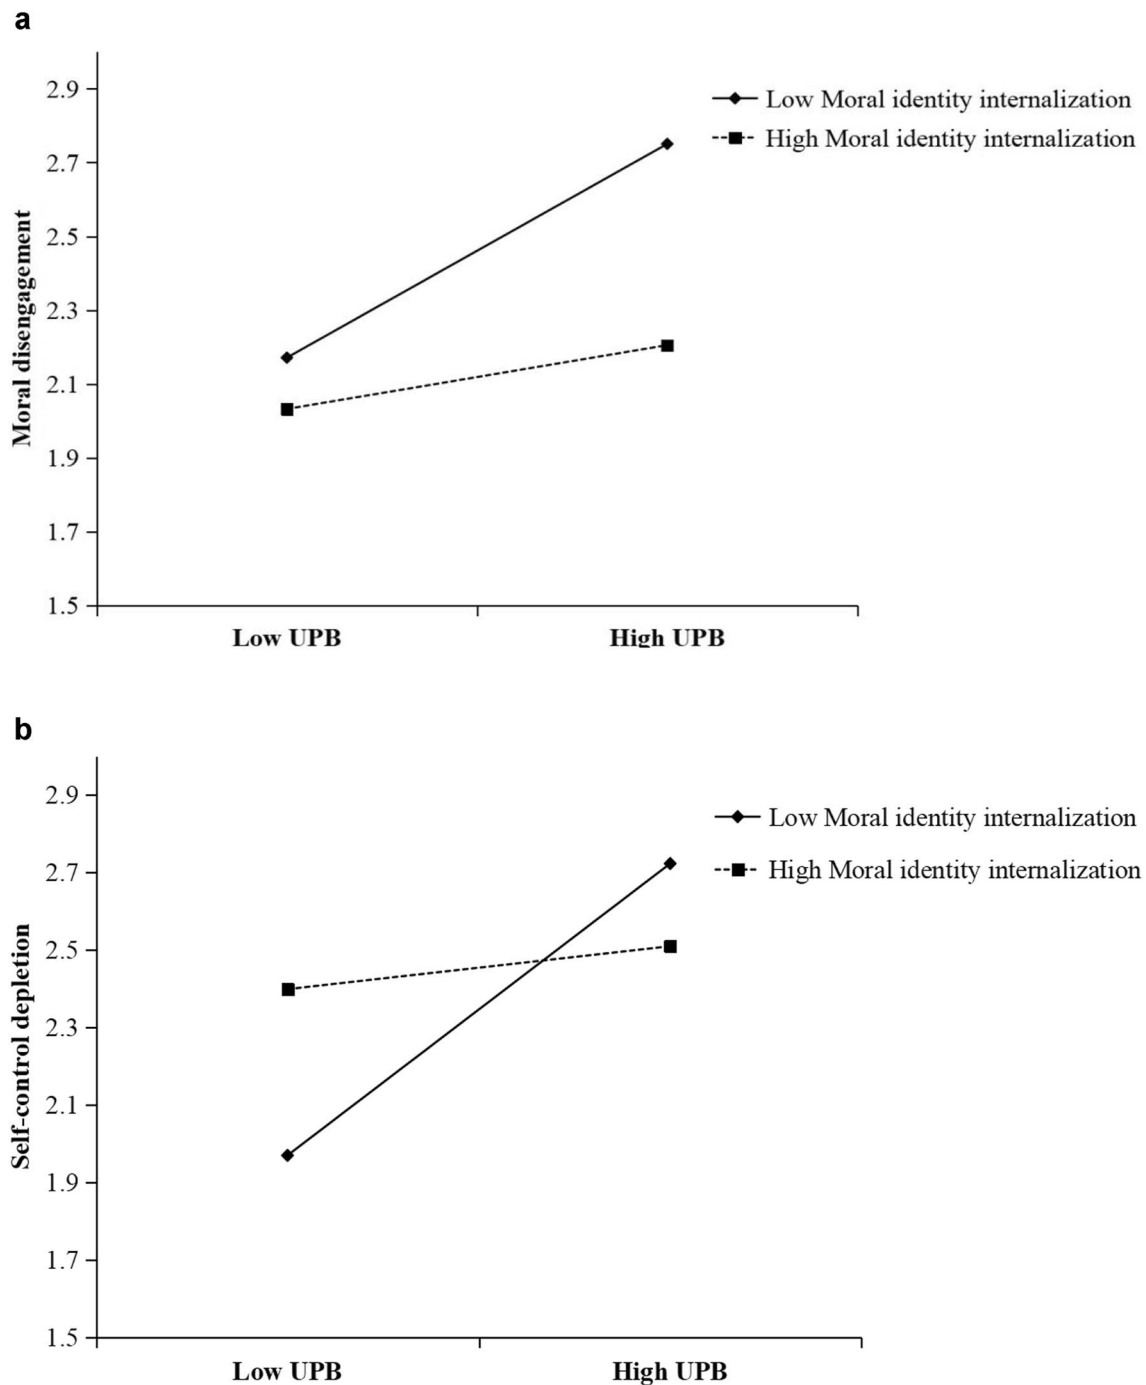 a
2.9
Low Moral identity internalization
High Moral identity internalization
2.7
2.5
2.3
2.1
1.9
1.7
1.5
Moral disengagement
Low UPB High UPB
b
2.9
Low Moral identity internalization
2.7
High Moral identity internalization
2.5
2.3
2.1
1.9
1.7
1.5
Self-control depletion
Low UPB High UPB